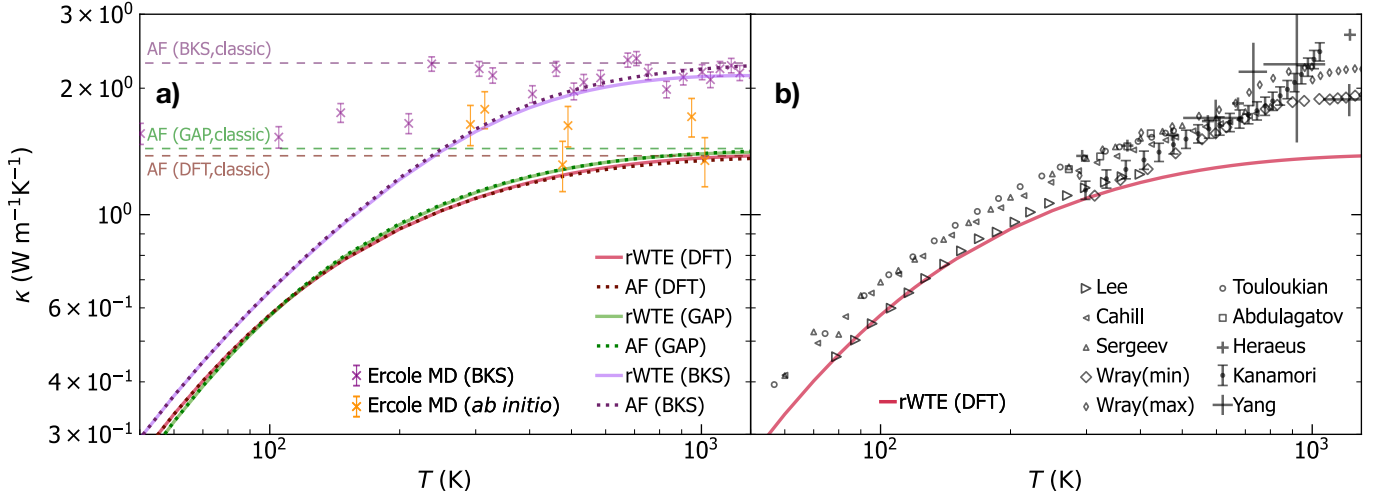 3 × 10⁰
2 × 10⁰
10⁰
6 × 10⁻¹
4 × 10⁻¹
3 × 10⁻¹
κ (W m⁻¹K⁻¹)
AF (BKS,classic)
a)
AF (GAP,classic)
AF (DFT,classic)
rWTE (DFT)
AF (DFT)
rWTE (GAP)
AF (GAP)
rWTE (BKS)
AF (BKS)
Ercole MD (BKS)
Ercole MD (ab initio)
10²
10³
T (K)
b)
Lee
Cahill
Sergeev
Wray(min)
Wray(max)
Touloukian
Abdulagatov
Heraeus
Kanamori
Yang
rWTE (DFT)
10²
10³
T (K)